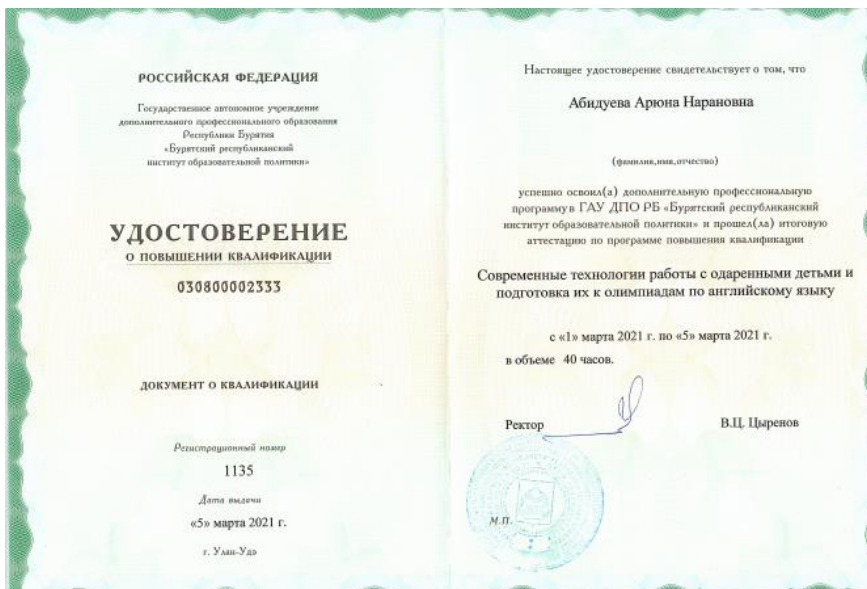 РОССИЙСКАЯ ФЕДЕРАЦИЯ
Государственное автономное учреждение
дополнительного профессионального образования
Республики Бурятия
«Бурятский республиканский
институт образовательной политики»
УДОСТОВЕРЕНИЕ
О ПОВЫШЕНИИ КВАЛИФИКАЦИИ
030800002333
ДОКУМЕНТ О КВАЛИФИКАЦИИ
Регистрационный номер
1135
Дата выдачи
«5» марта 2021 г.
г. Улан-Удэ
Настоящее удостоверение свидетельствует о том, что
Абидуева Арюна Нарановна
(фамилия,имя,отчество)
успешно освоил(а) дополнительную профессиональную
программу в ГАУ ДПО РБ «Бурятский республиканский
институт образовательной политики» и прошел(ла) итоговую
аттестацию по программе повышения квалификации
Современные технологии работы с одаренными детьми и
подготовка их к олимпиадам по английскому языку
с «1» марта 2021 г. по «5» марта 2021 г.
в объеме 40 часов.
Ректор В.Ц. Цыренов
М.П.